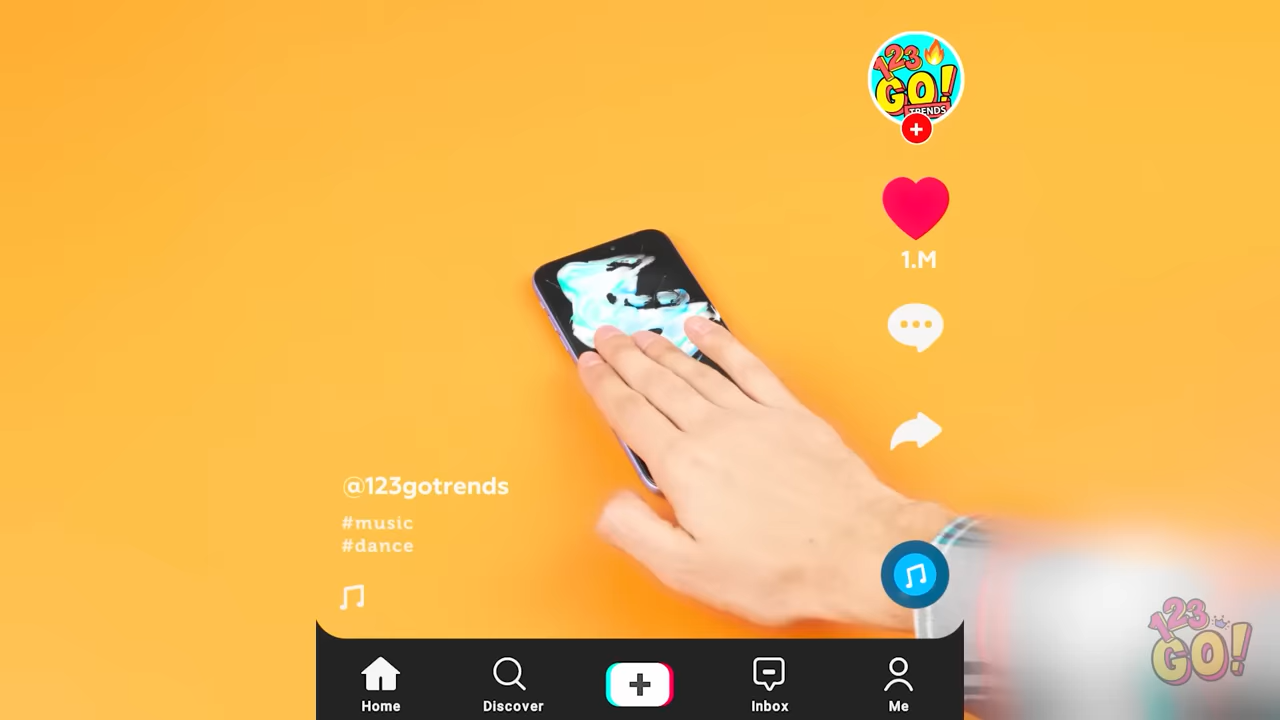 123
GO!
TRENDS
1.M
@123gotrends
#music
#dance
123
GO!
Home
Discover
Inbox
Me